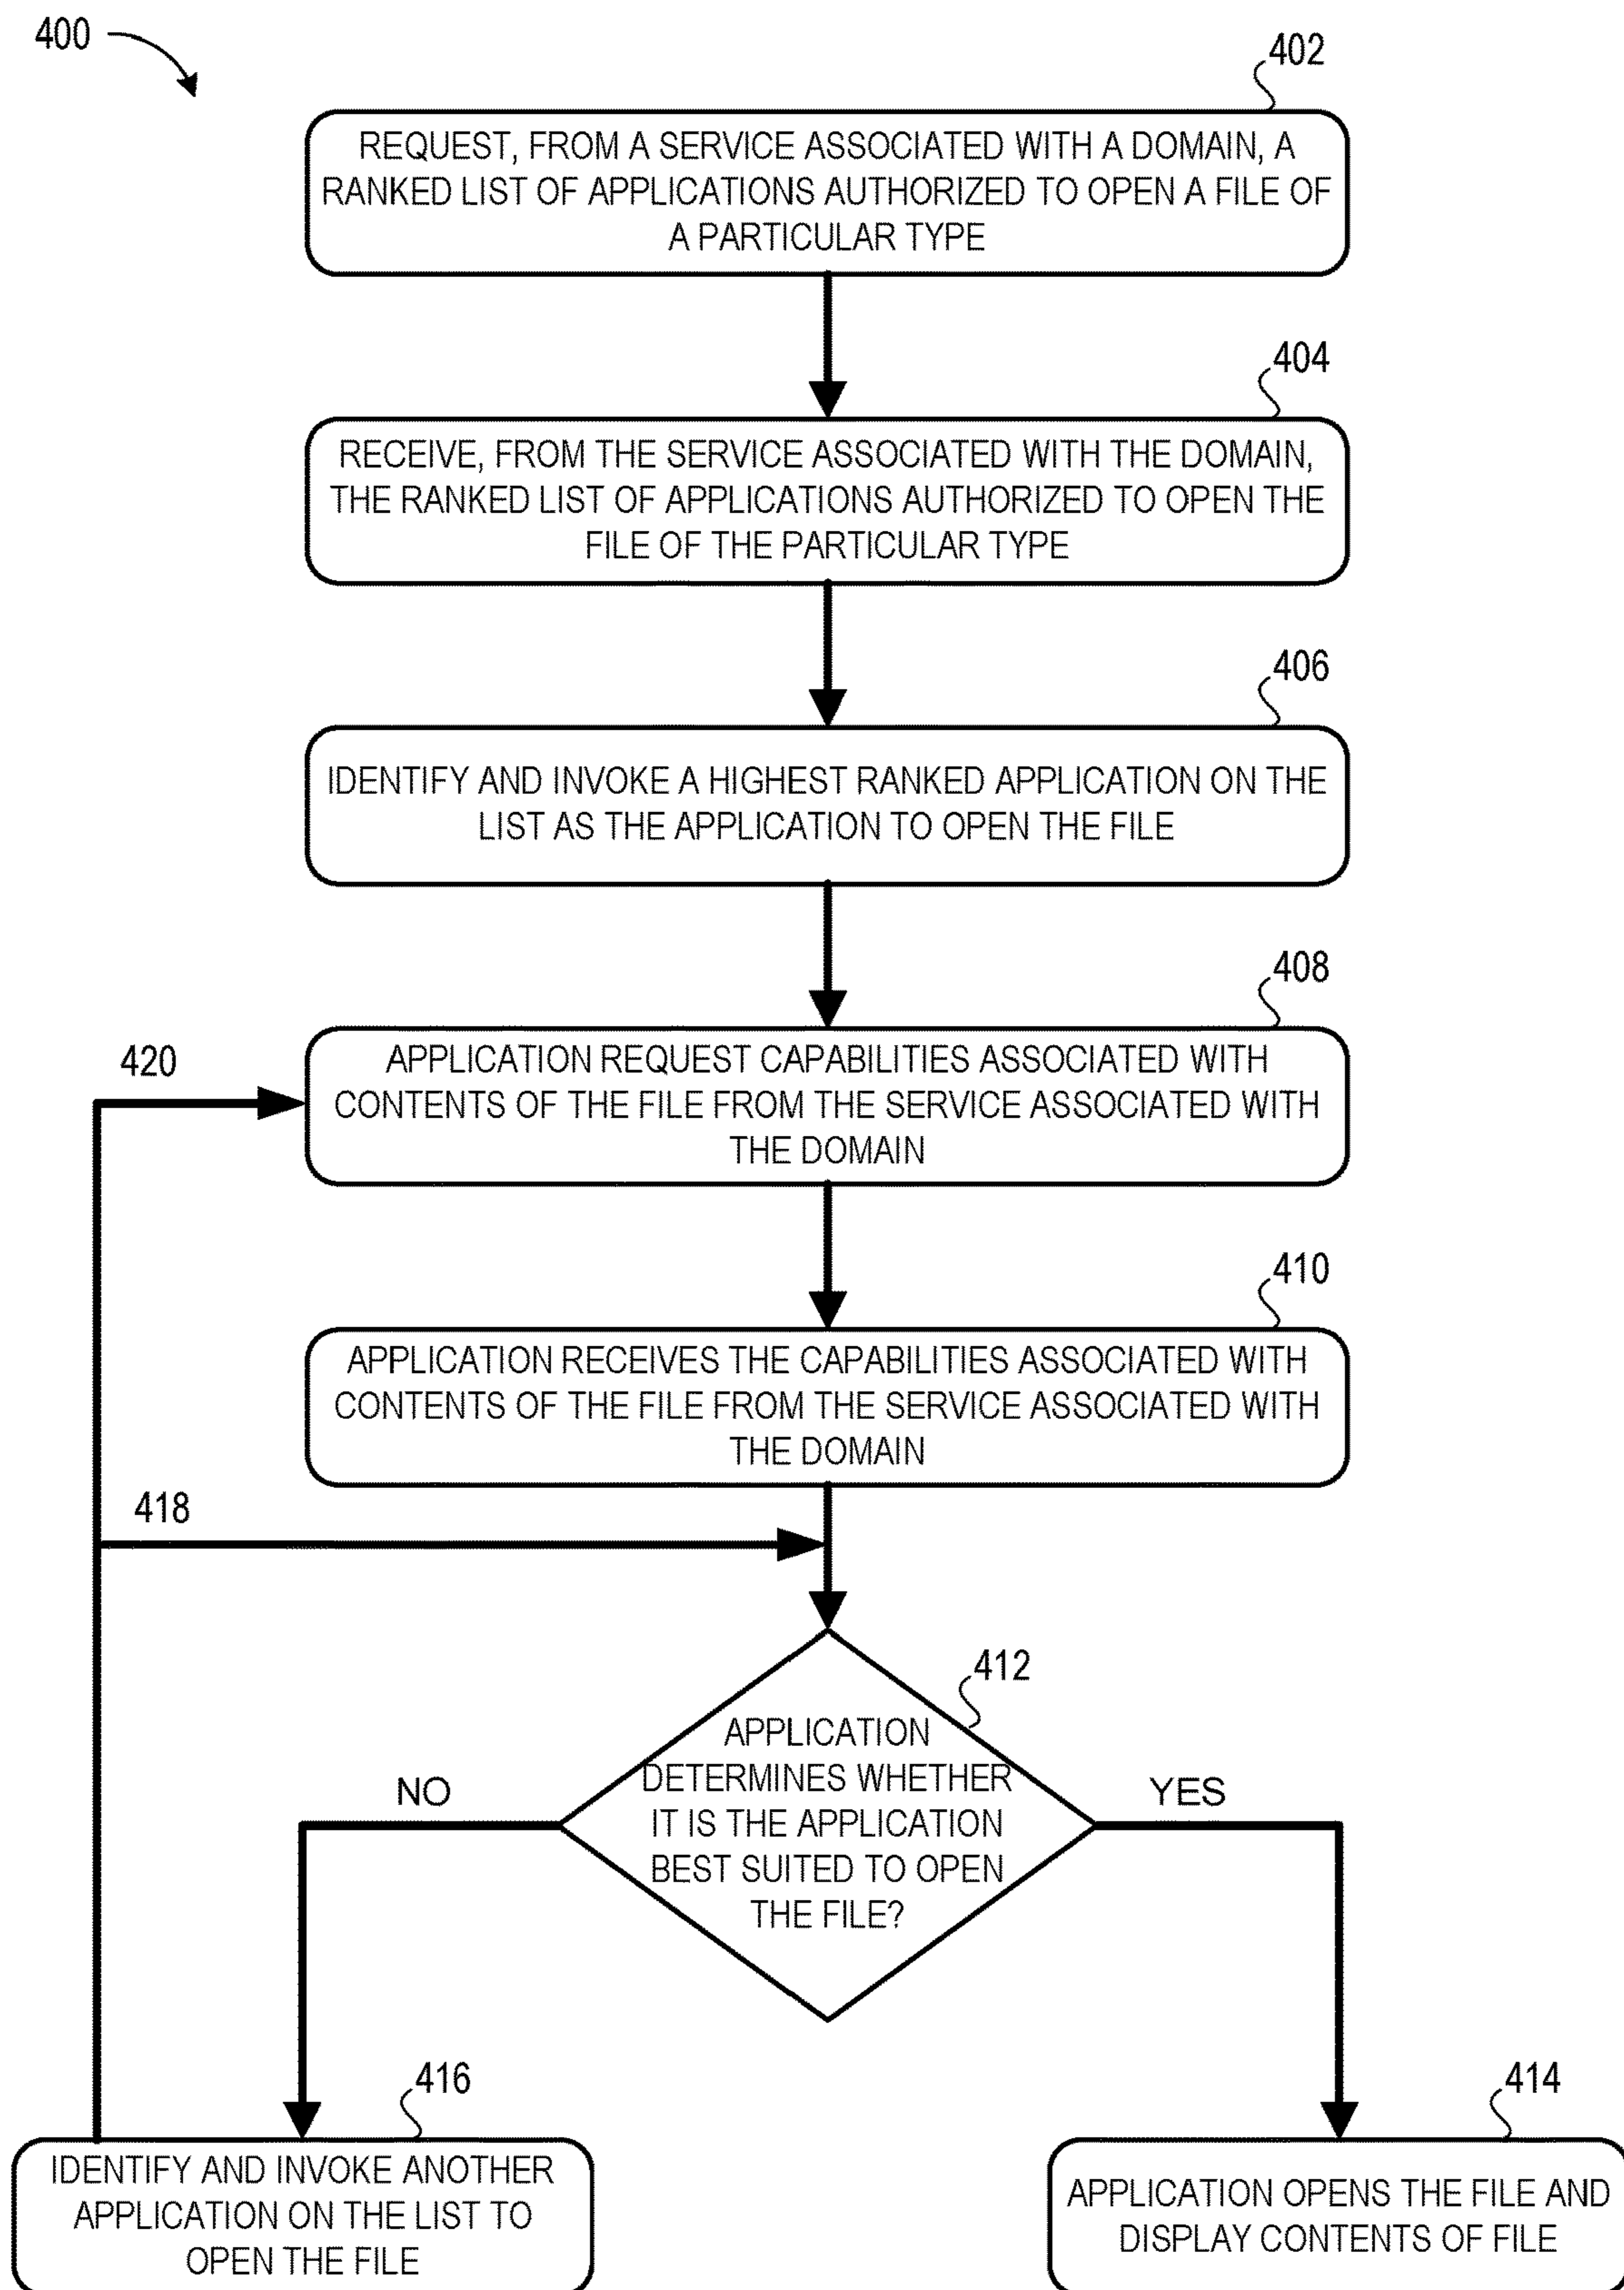 400
402
REQUEST, FROM A SERVICE ASSOCIATED WITH A DOMAIN, A
RANKED LIST OF APPLICATIONS AUTHORIZED TO OPEN A FILE OF
A PARTICULAR TYPE
404
RECEIVE, FROM THE SERVICE ASSOCIATED WITH THE DOMAIN,
THE RANKED LIST OF APPLICATIONS AUTHORIZED TO OPEN THE
FILE OF THE PARTICULAR TYPE
406
IDENTIFY AND INVOKE A HIGHEST RANKED APPLICATION ON THE
LIST AS THE APPLICATION TO OPEN THE FILE
408
420
APPLICATION REQUEST CAPABILITIES ASSOCIATED WITH
CONTENTS OF THE FILE FROM THE SERVICE ASSOCIATED WITH
THE DOMAIN
410
APPLICATION RECEIVES THE CAPABILITIES ASSOCIATED WITH
CONTENTS OF THE FILE FROM THE SERVICE ASSOCIATED WITH
THE DOMAIN
418
412
APPLICATION
DETERMINES WHETHER
IT IS THE APPLICATION
BEST SUITED TO OPEN
THE FILE?
NO
YES
416
IDENTIFY AND INVOKE ANOTHER
APPLICATION ON THE LIST TO
OPEN THE FILE
414
APPLICATION OPENS THE FILE AND
DISPLAY CONTENTS OF FILE